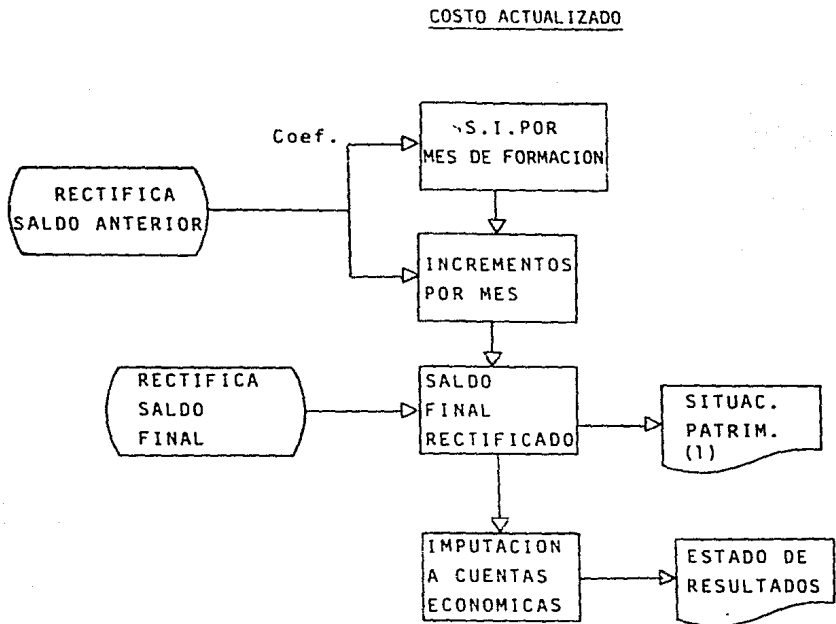 COSTO ACTUALIZADO
Coef.
S.I.POR
MES DE FORMACION
RECTIFICA
SALDO ANTERIOR
INCREMENTOS
POR MES
RECTIFICA
SALDO
FINAL
SALDO
FINAL
RECTIFICADO
SITUAC.
PATRIM.
(1)
IMPUTACION
A CUENTAS
ECONOMICAS
ESTADO DE
RESULTADOS